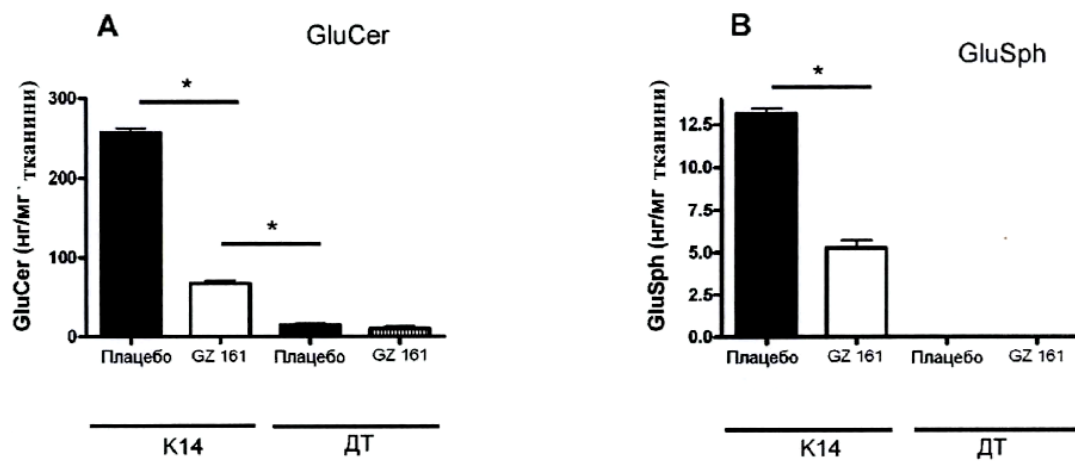 A
GluCer
*
*
GluCer (нг/мг тканини)
300
200
100
0
Плацебо GZ 161 Плацебо GZ 161
K14 ДТ
B
GluSph
*
GluSph (нг/мг тканини)
12.5
10.0
7.5
5.0
2.5
0.0
Плацебо GZ 161 Плацебо GZ 161
K14 ДТ